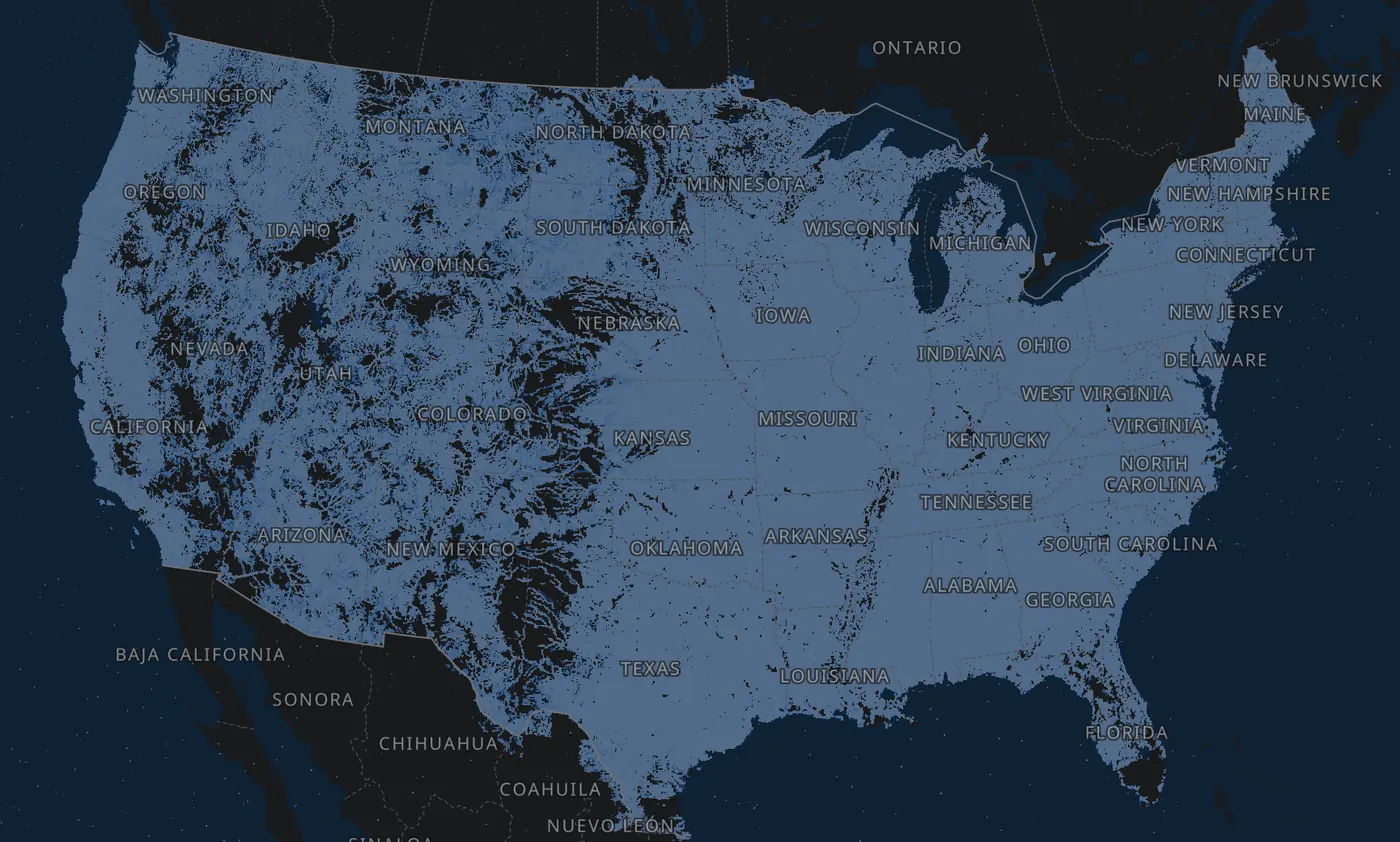 ONTARIO
NEW BRUNSWICK
WASHINGTON
MAINE
MONTANA
NORTH DAKOTA
VERMONT
OREGON
MINNESOTA
NEW HAMPSHIRE
IDAHO
SOUTH DAKOTA
WISCONSIN
NEW YORK
MICHIGAN
CONNECTICUT
WYOMING
NEBRASKA
IOWA
NEW JERSEY
NEVADA
INDIANA
OHIO
DELAWARE
UTAH
WEST VIRGINIA
COLORADO
MISSOURI
CALIFORNIA
VIRGINIA
KANSAS
KENTUCKY
NORTH
CAROLINA
TENNESSEE
ARIZONA
NEW MEXICO
OKLAHOMA
ARKANSAS
SOUTH CAROLINA
ALABAMA
GEORGIA
BAJA CALIFORNIA
TEXAS
LOUISIANA
SONORA
FLORIDA
CHIHUAHUA
COAHUILA
NUEVO LEÓN
SINALOA